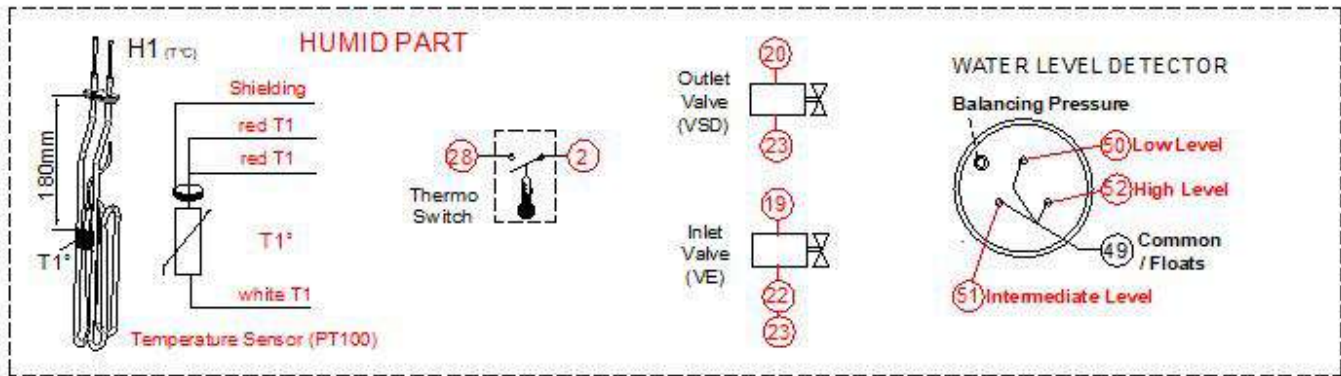 HUMID PART
H1 (T°C)
180mm
T1°
Shielding
red T1
red T1
T1°
white T1
Temperature Sensor (PT100)
28
2
Thermo
Switch
20
Outlet
Valve
(VSD)
23
19
Inlet
Valve
(VE)
22
23
WATER LEVEL DETECTOR
Balancing Pressure
50 Low Level
52 High Level
49 Common
/ Floats
51 Intermediate Level